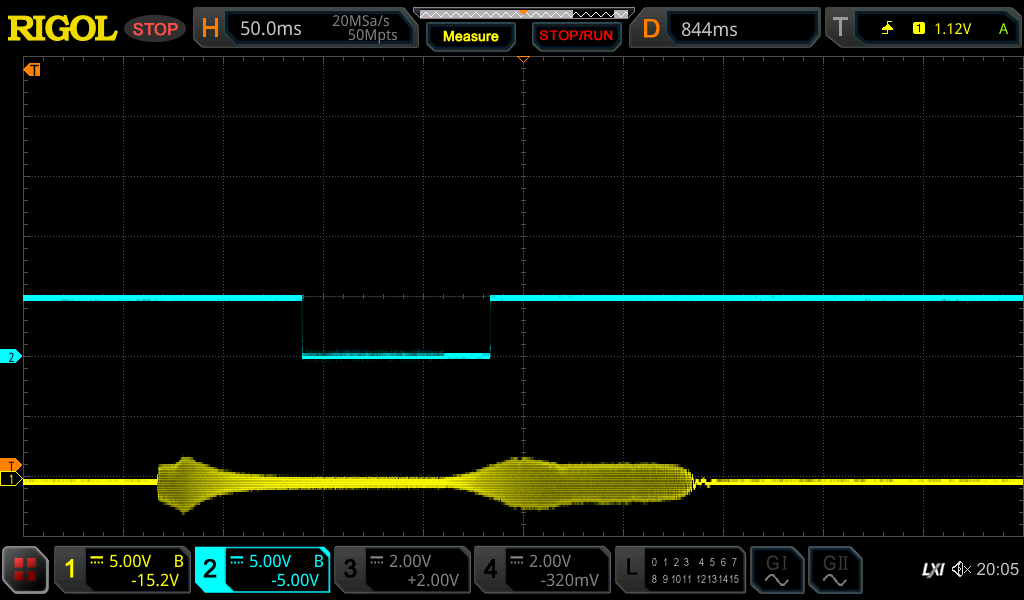 RIGOL STOP H 50.0ms 20MSa/s 50Mpts Measure STOP/RUN D 844ms T 1 1.12V A
T
2
T
1
1 5.00V B -15.2V 2 5.00V B -5.00V 3 2.00V +2.00V 4 2.00V -320mV L 0 1 2 3 4 5 6 7 8 9 10 11 12 13 14 15 GI GII LXI 20:05